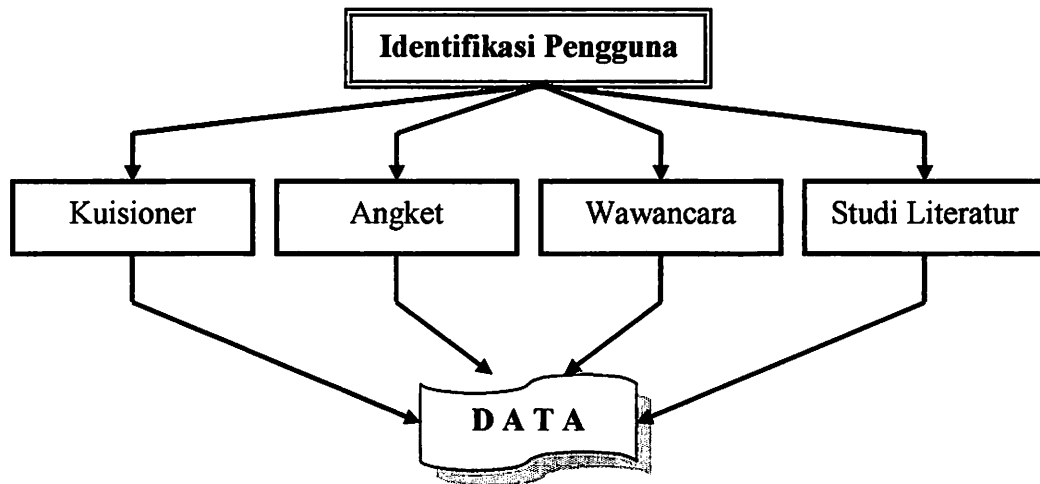 Identifikasi Pengguna
Kuisioner
Angket
Wawancara
Studi Literatur
D A T A